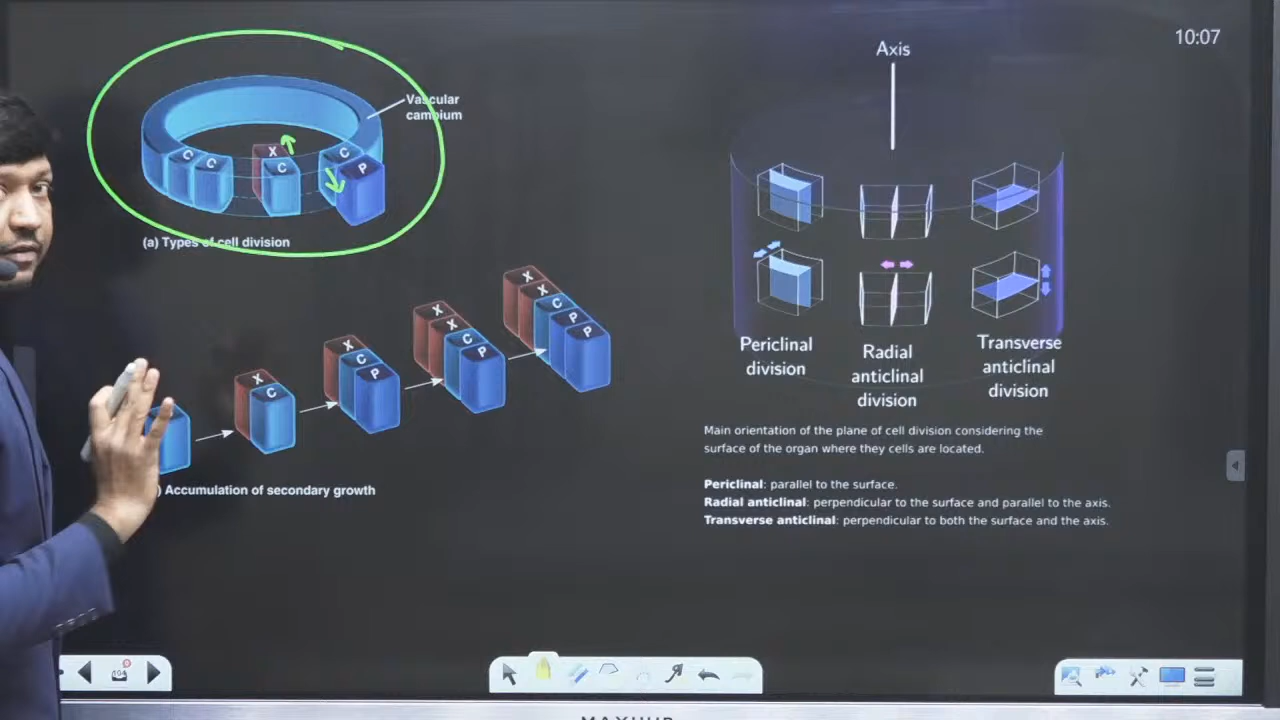 10:07
Axis
Vascular
cambium
C C X C C P
(a) Types of cell division
X X C P P
X X C P
X C P
X C
Accumulation of secondary growth
Periclinal
division
Radial
anticlinal
division
Transverse
anticlinal
division
Main orientation of the plane of cell division considering the
surface of the organ where they cells are located.
Periclinal: parallel to the surface.
Radial anticlinal: perpendicular to the surface and parallel to the axis.
Transverse anticlinal: perpendicular to both the surface and the axis.